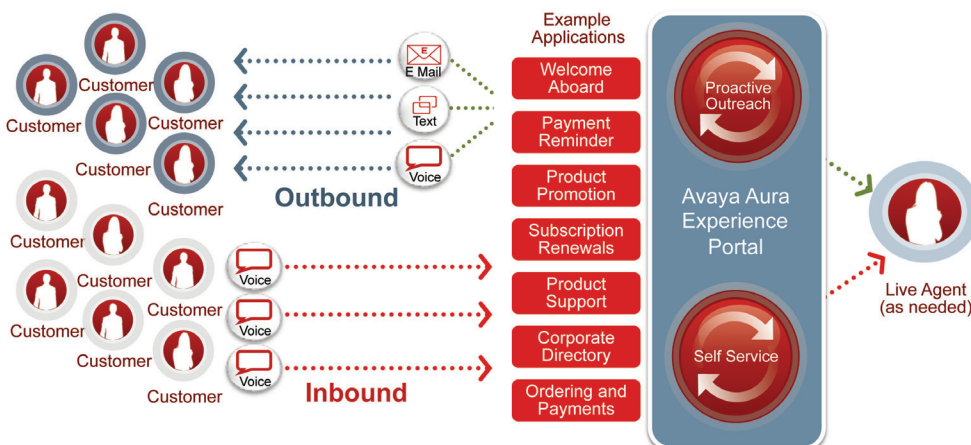 Example
Applications
Customer
Customer
Customer
Customer
Customer
E
E Mail
Text
Voice
Outbound
Welcome
Aboard
Payment
Reminder
Product
Promotion
Subscription
Renewals
Product
Support
Corporate
Directory
Ordering and
Payments
Proactive
Outreach
Avaya Aura
Experience
Portal
Self Service
Live Agent
(as needed)
Customer
Customer
Customer
Customer
Customer
Customer
Voice
Voice
Voice
Inbound